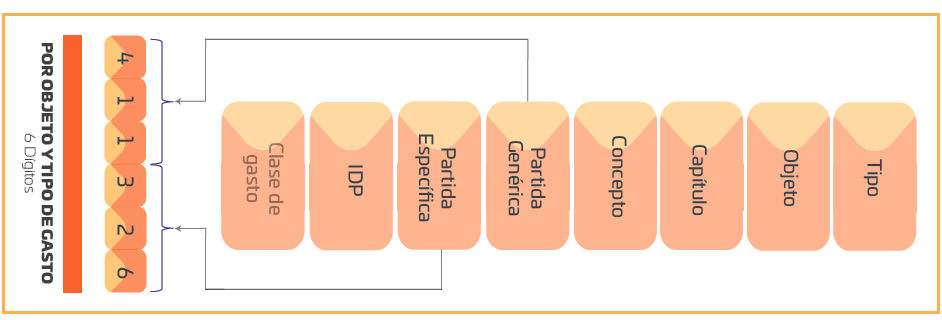 Tipo
Objeto
Capítulo
Concepto
Partida
Genérica
Partida
Específica
IDP
Clase de
gasto
4 1 1 3 2 6
POR OBJETO Y TIPO DE GASTO
6 Dígitos